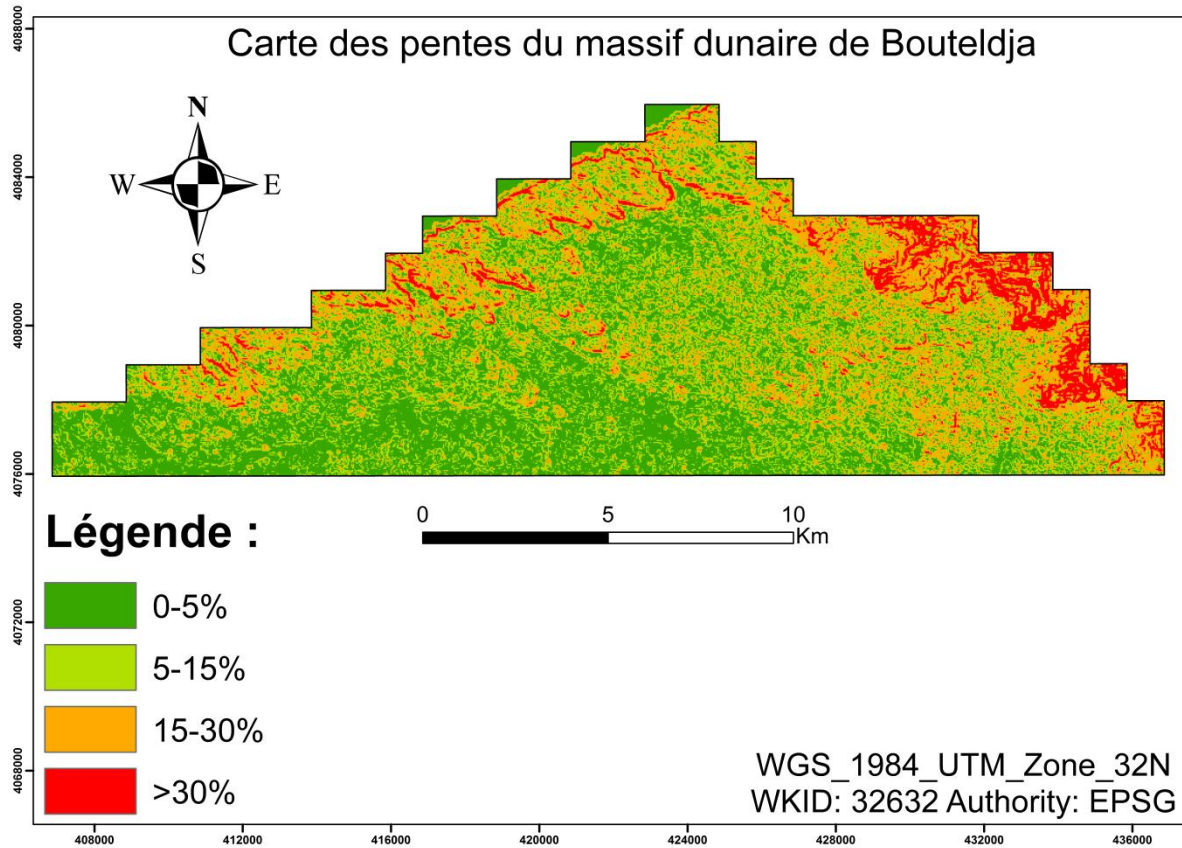 Carte des pentes du massif dunaire de Bouteldja
N
W E
S
4088000
4084000
4080000
4076000
4072000
4068000
0 5 10
Km
Légende :
0-5%
5-15%
15-30%
>30%
WGS_1984_UTM_Zone_32N
WKID: 32632 Authority: EPSG
408000 412000 416000 420000 424000 428000 432000 436000